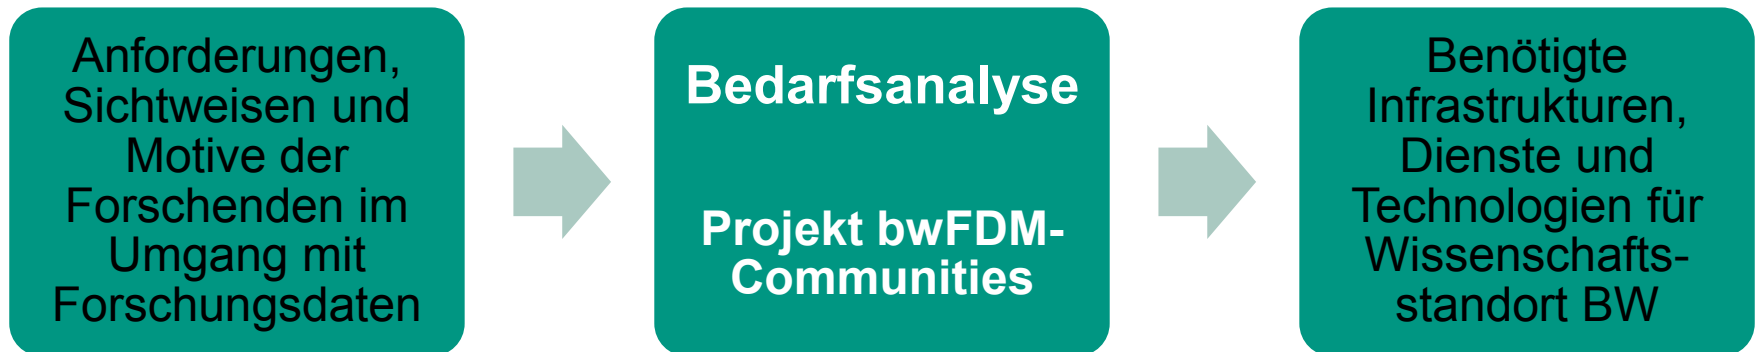 Anforderungen,
Sichtweisen und
Motive der
Forschenden im
Umgang mit
Forschungsdaten
Bedarfsanalyse
Projekt bwFDM-
Communities
Benötigte
Infrastrukturen,
Dienste und
Technologien für
Wissenschafts-
standort BW